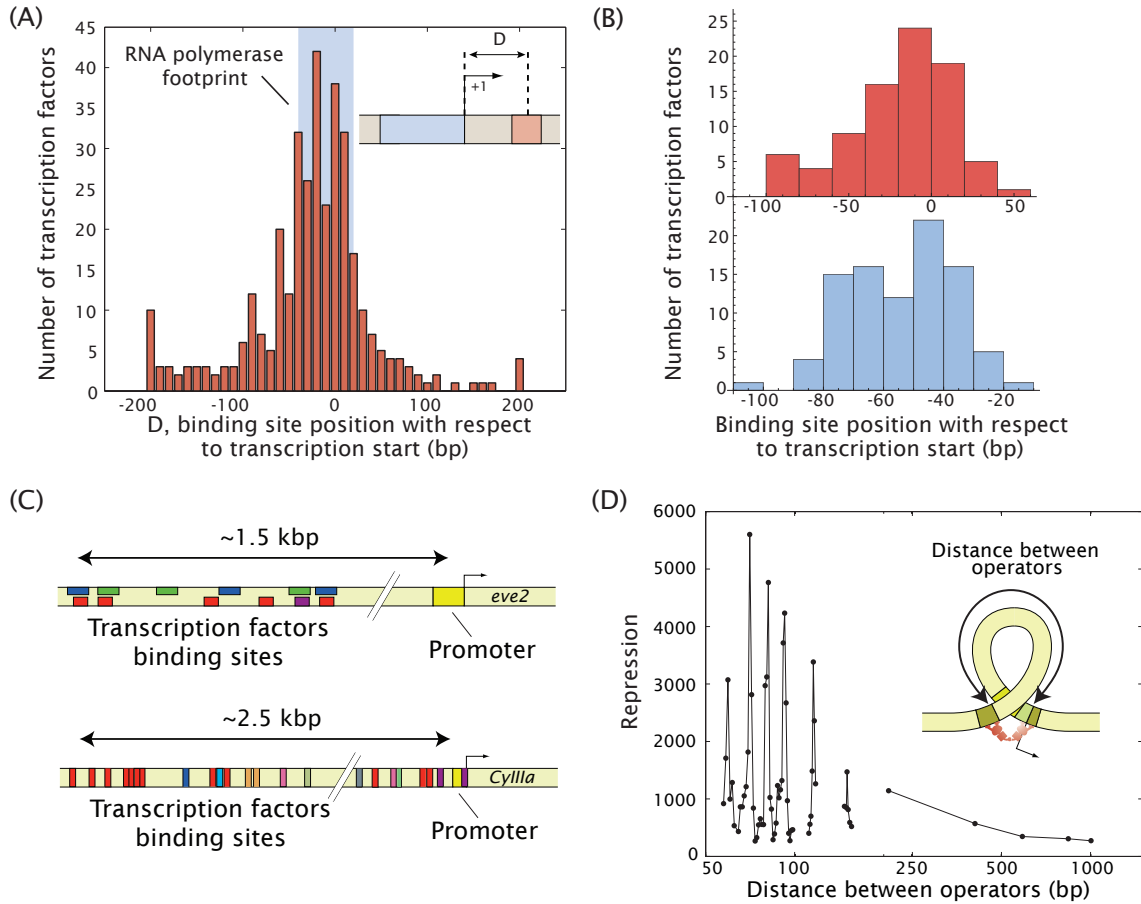 (A)
45
40
35
30
25
20
15
10
5
0
Number of transcription factors
RNA polymerase
footprint
D
+1
-200
-100
0
100
200
D, binding site position with respect
to transcription start (bp)
(B)
25
20
15
10
5
0
-100
-50
0
50
20
15
10
5
0
Number of transcription factors
-100
-80
-60
-40
-20
Binding site position with respect
to transcription start (bp)
(C)
~1.5 kbp
eve2
Transcription factors
binding sites
Promoter
~2.5 kbp
CyIIIa
Transcription factors
binding sites
Promoter
(D)
6000
5000
4000
3000
2000
1000
0
Repression
Distance between
operators
50
100
250
500
1000
Distance between operators (bp)